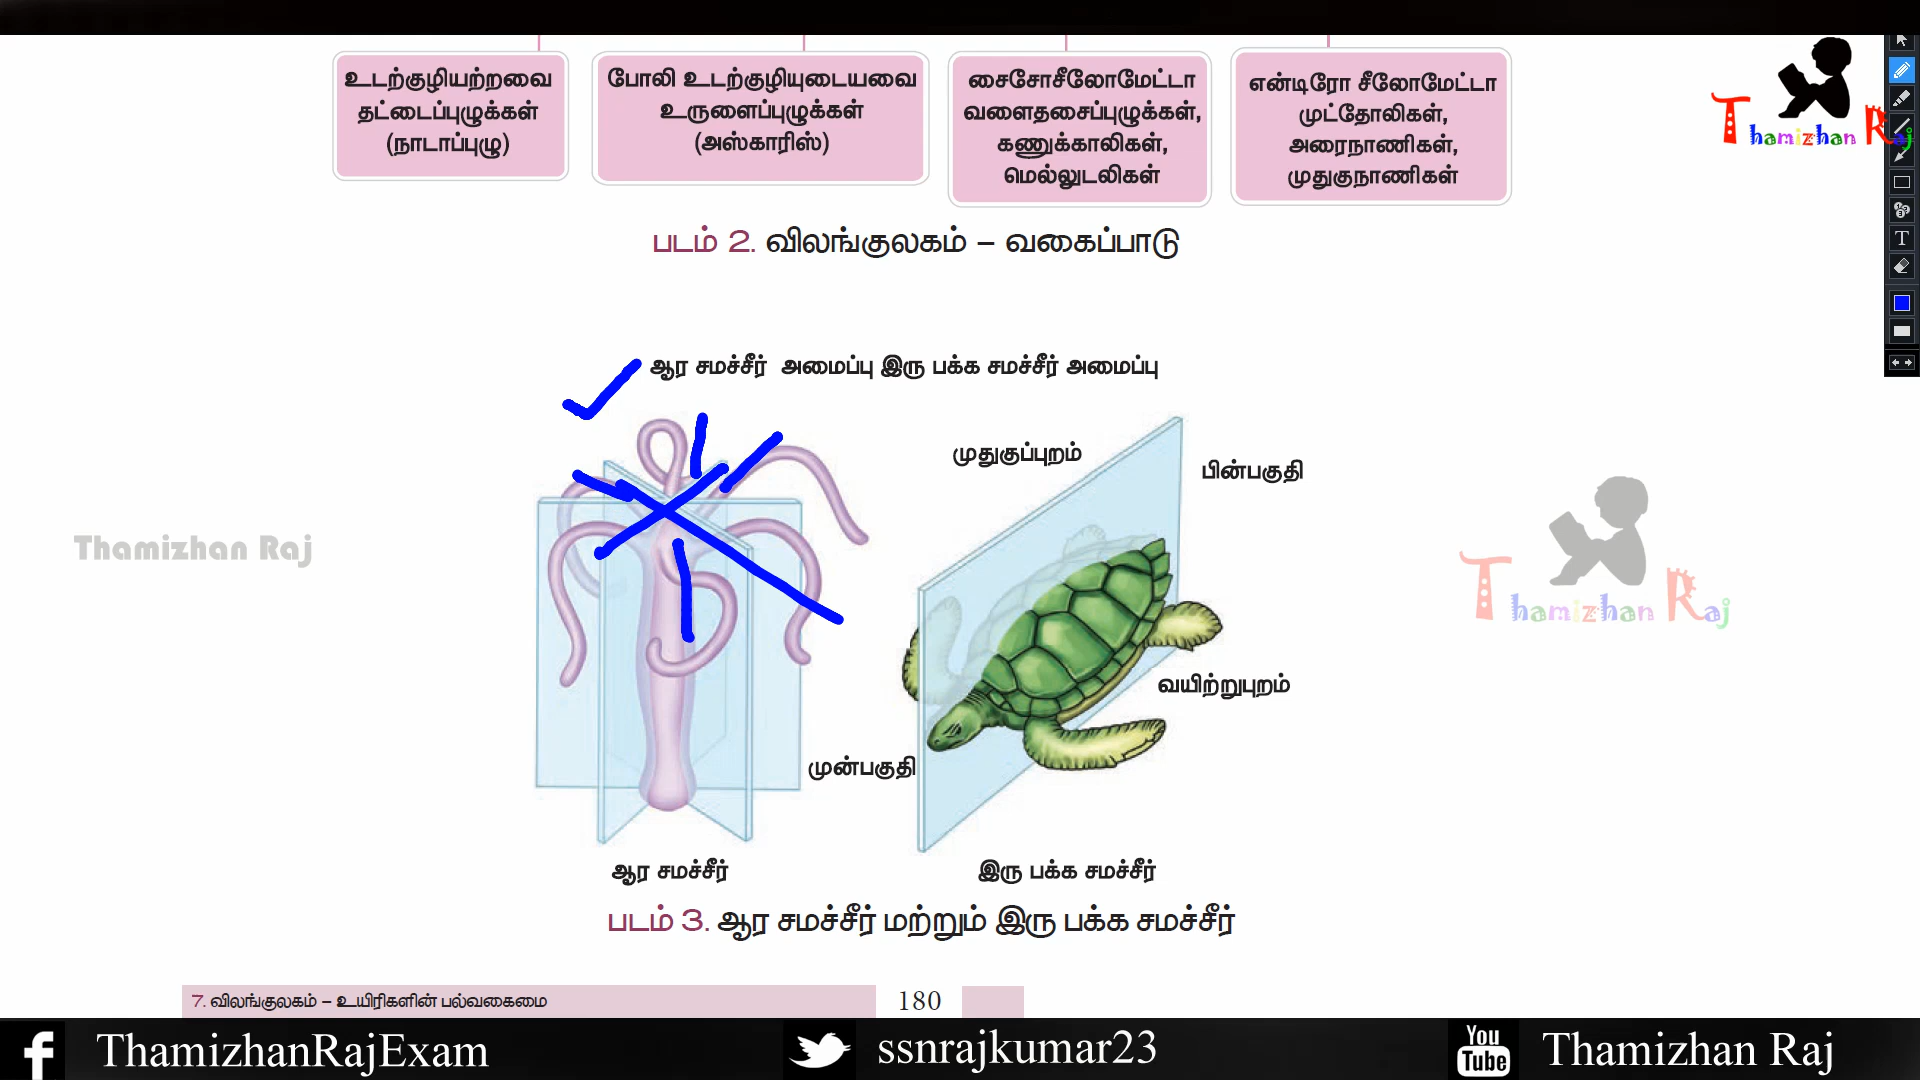 உடற்குழியற்றவை
தட்டைப்புழுக்கள்
(நாடாப்புழு)
போலி உடற்குழியுடையவை
உருளைப்புழுக்கள்
(அஸ்காரிஸ்)
சைசோசீலோமேட்டா
வளைதசைப்புழுக்கள்,
கணுக்காலிகள்,
மெல்லுடலிகள்
என்டிரோ சீலோமேட்டா
முட்தோலிகள்,
அரைநாணிகள்,
முதுகுநாணிகள்
Thamizhan Raj
படம் 2. விலங்குலகம் – வகைப்பாடு
ஆர சமச்சீர் அமைப்பு இரு பக்க சமச்சீர் அமைப்பு
முதுகுப்புறம்
பின்பகுதி
Thamizhan Raj
Thamizhan Raj
வயிற்றுபுறம்
முன்பகுதி
ஆர சமச்சீர்
இரு பக்க சமச்சீர்
படம் 3. ஆர சமச்சீர் மற்றும் இரு பக்க சமச்சீர்
7. விலங்குலகம் – உயிரிகளின் பல்வகைமை
180
ThamizhanRajExam
ssnrajkumar23
You Tube
Thamizhan Raj